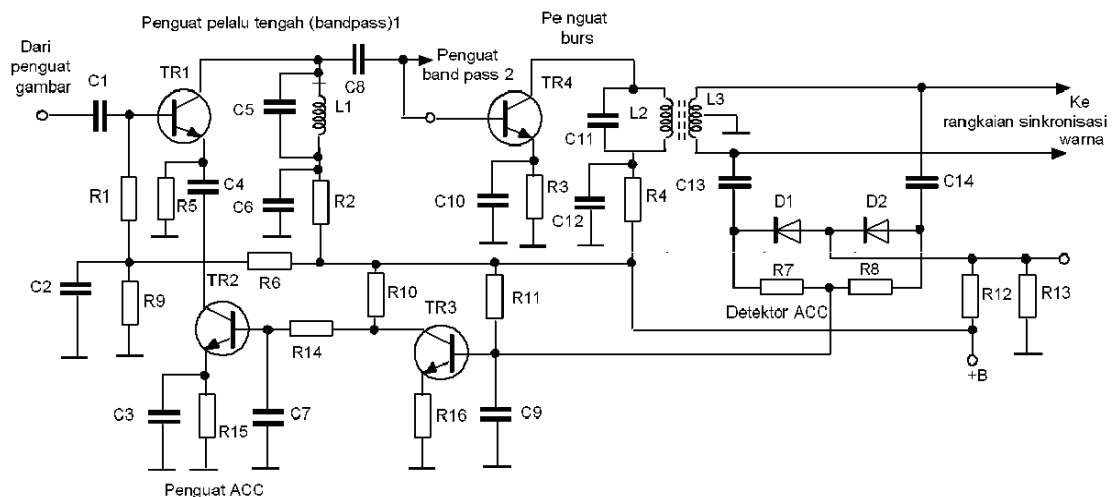 Penguat pelalu tengah (bandpass)1
Pe nguat
burs
Dari
penguat
gambar
C1
TR1
C8
Penguat
band pass 2
TR4
C5
L1
C11
L2
L3
Ke
rangkaian sinkronisasi
warna
R1
R5
C4
C6
R2
C10
R3
C12
R4
C13
C14
D1
D2
C2
R9
TR2
R6
R10
TR3
R11
R7
R8
R12
R13
Detektor ACC
R14
+B
C3
R15
C7
R16
C9
Penguat ACC